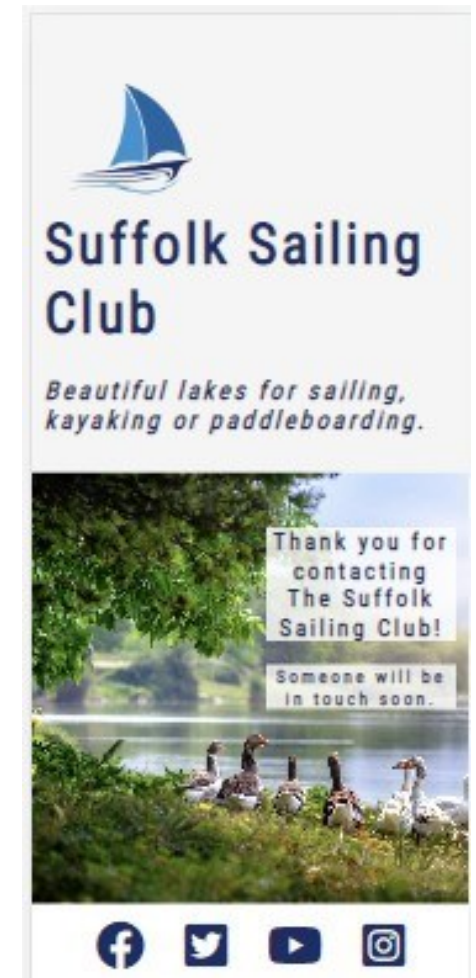 Suffolk Sailing
Club
Beautiful lakes for sailing,
kayaking or paddleboarding.
Thank you for
contacting
The Suffolk
Sailing Club!
Someone will be
in touch soon.